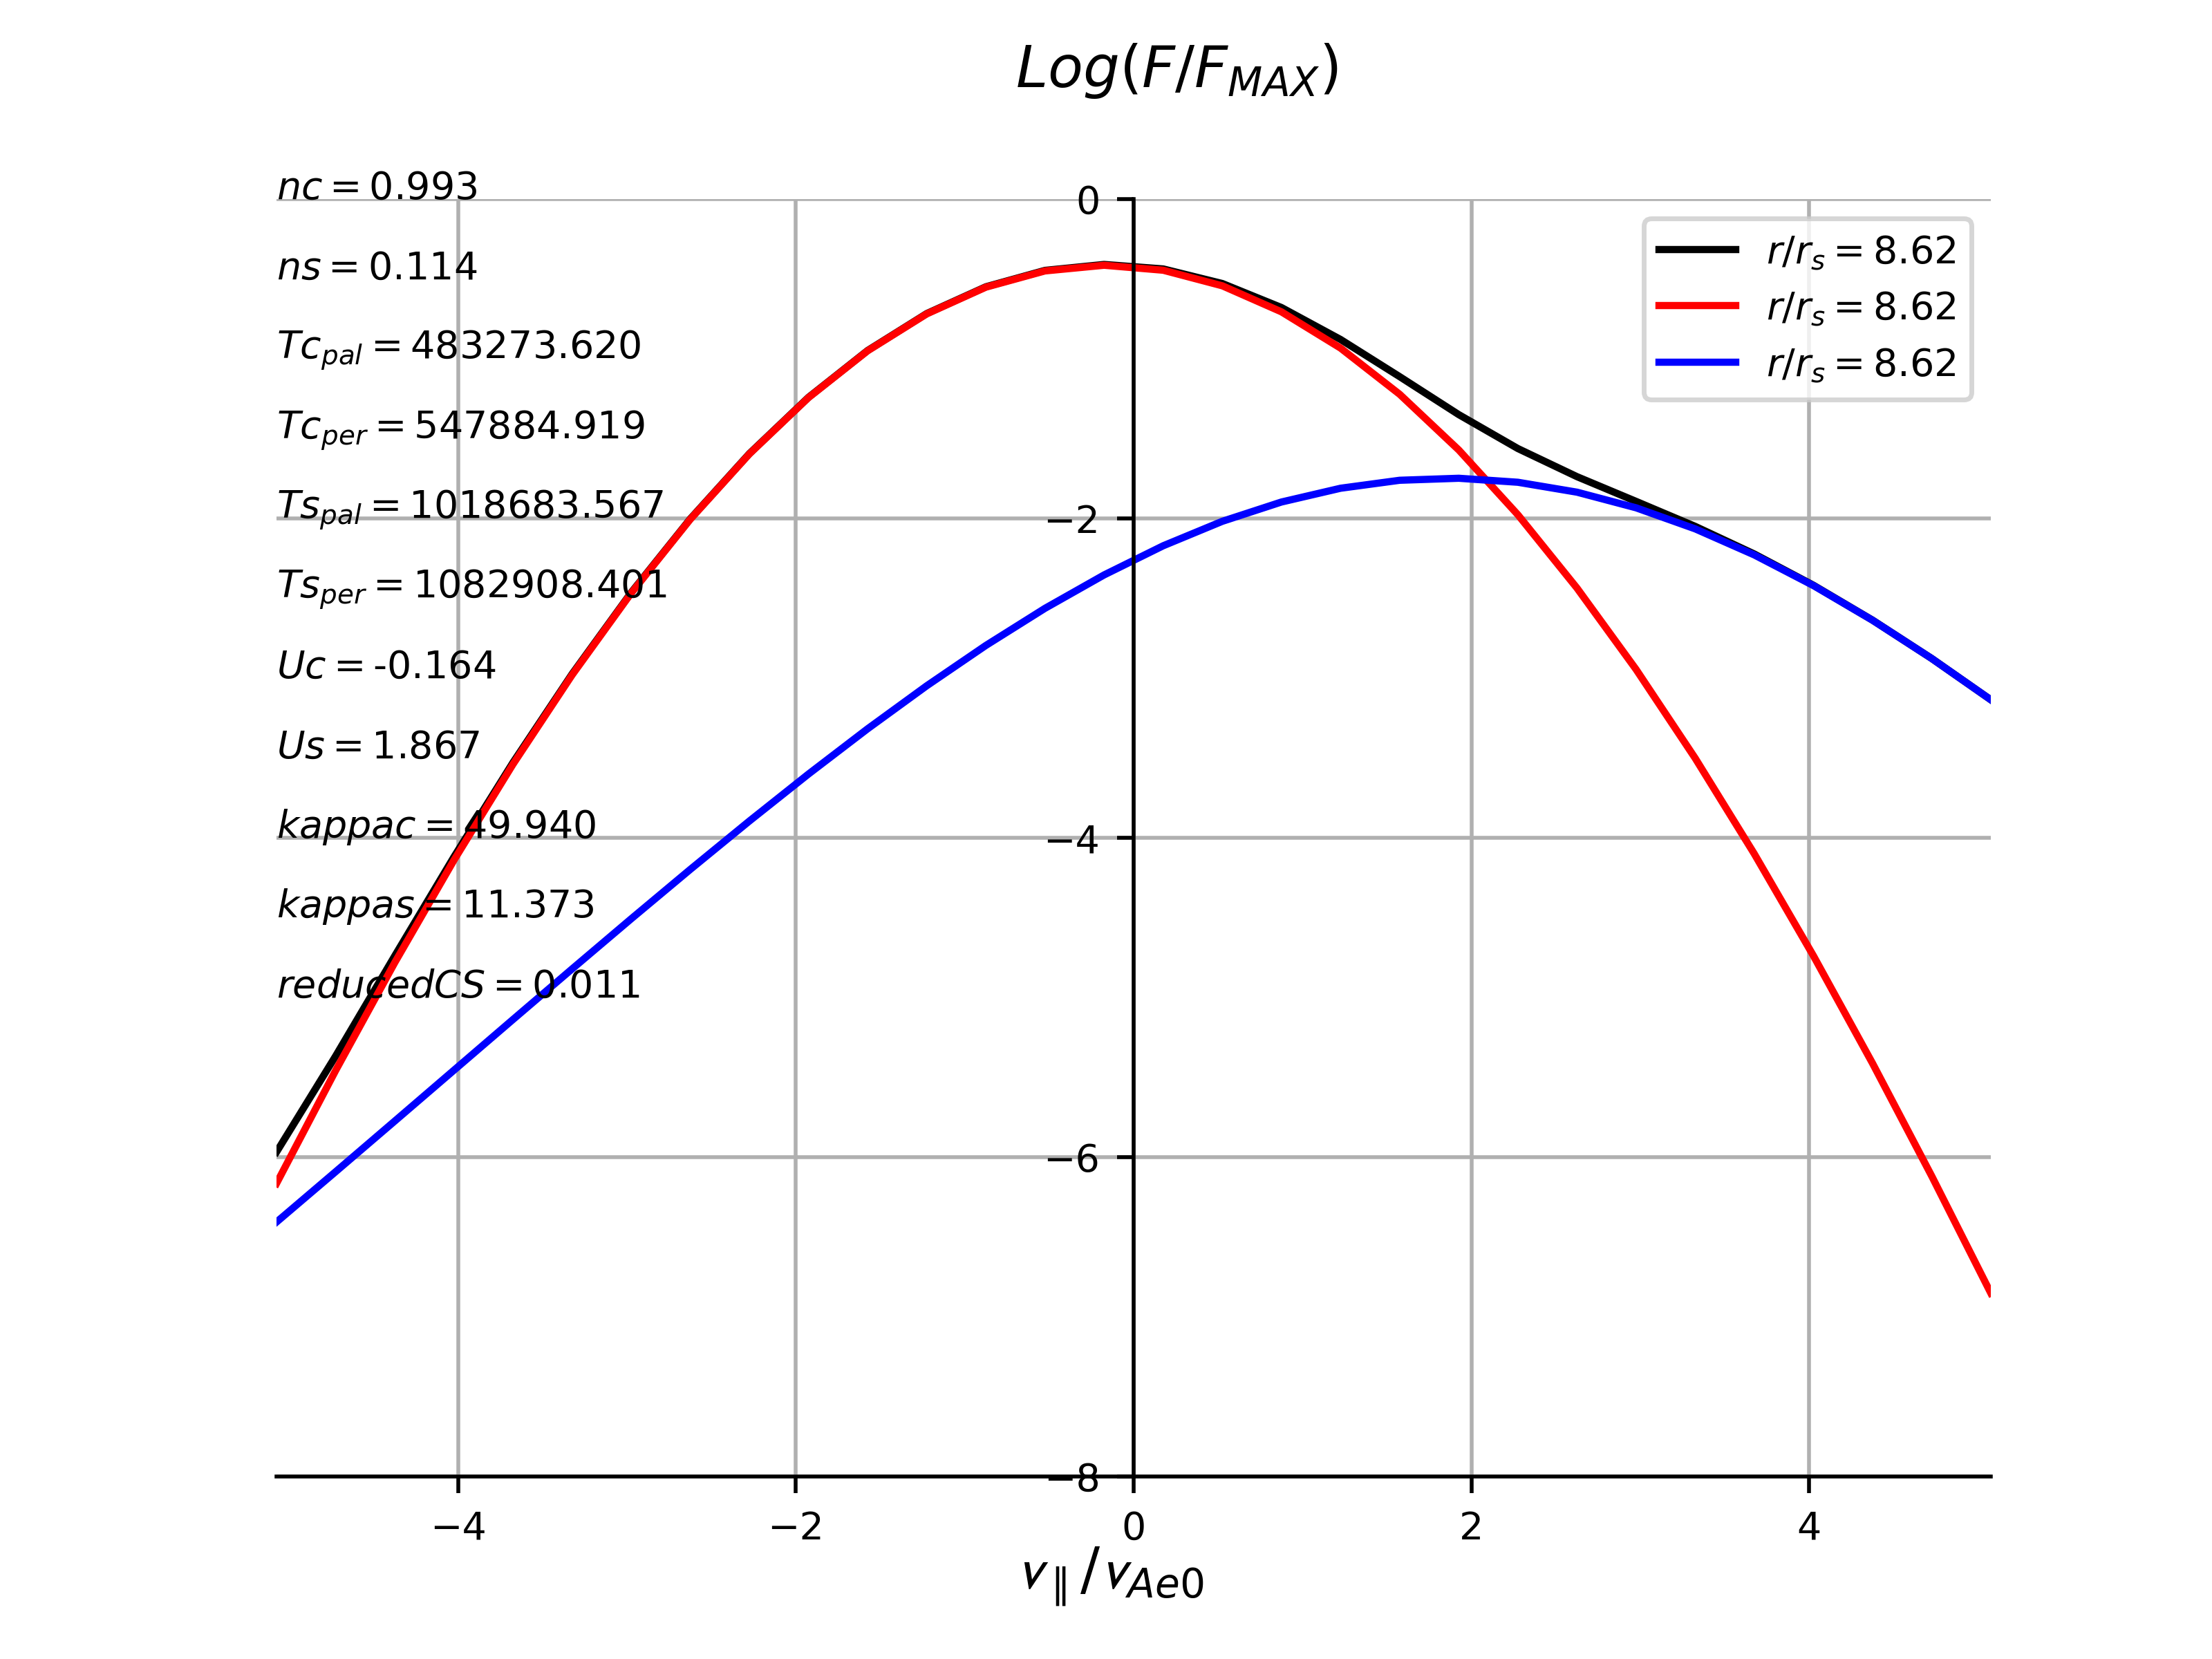 Log(F/F_MAX)
nc = 0.993
ns = 0.114
Tc_pal = 483273.620
Tc_per = 547884.919
Ts_pal = 1018683.567
Ts_per = 1082908.401
Uc = -0.164
Us = 1.867
kappac = 49.940
kappas = 11.373
reducedCS = 0.011
r/r_s = 8.62
r/r_s = 8.62
r/r_s = 8.62
0
−2
−4
−6
−8
−4 −2 0 2 4
v_∥/v_Ae0